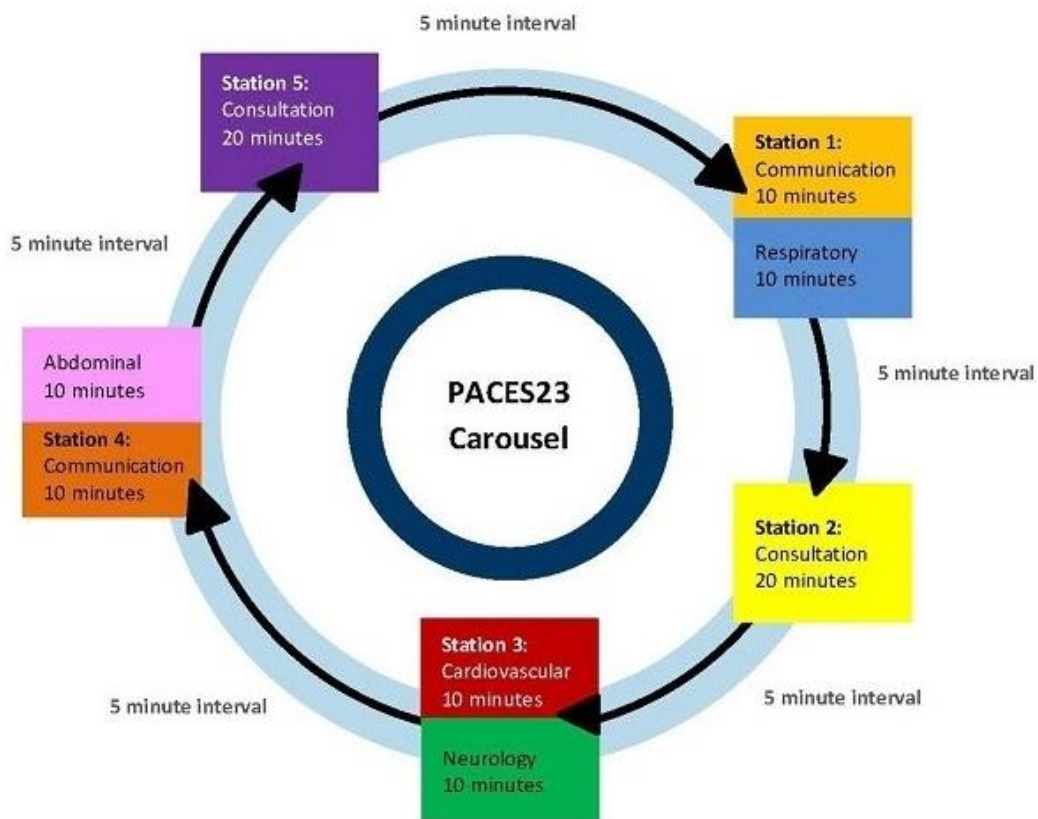 5 minute interval
Station 5:
Consultation
20 minutes
Station 1:
Communication
10 minutes
Respiratory
10 minutes
5 minute interval
5 minute interval
Abdominal
10 minutes
Station 4:
Communication
10 minutes
PACES23
Carousel
Station 2:
Consultation
20 minutes
Station 3:
Cardiovascular
10 minutes
Neurology
10 minutes
5 minute interval
5 minute interval